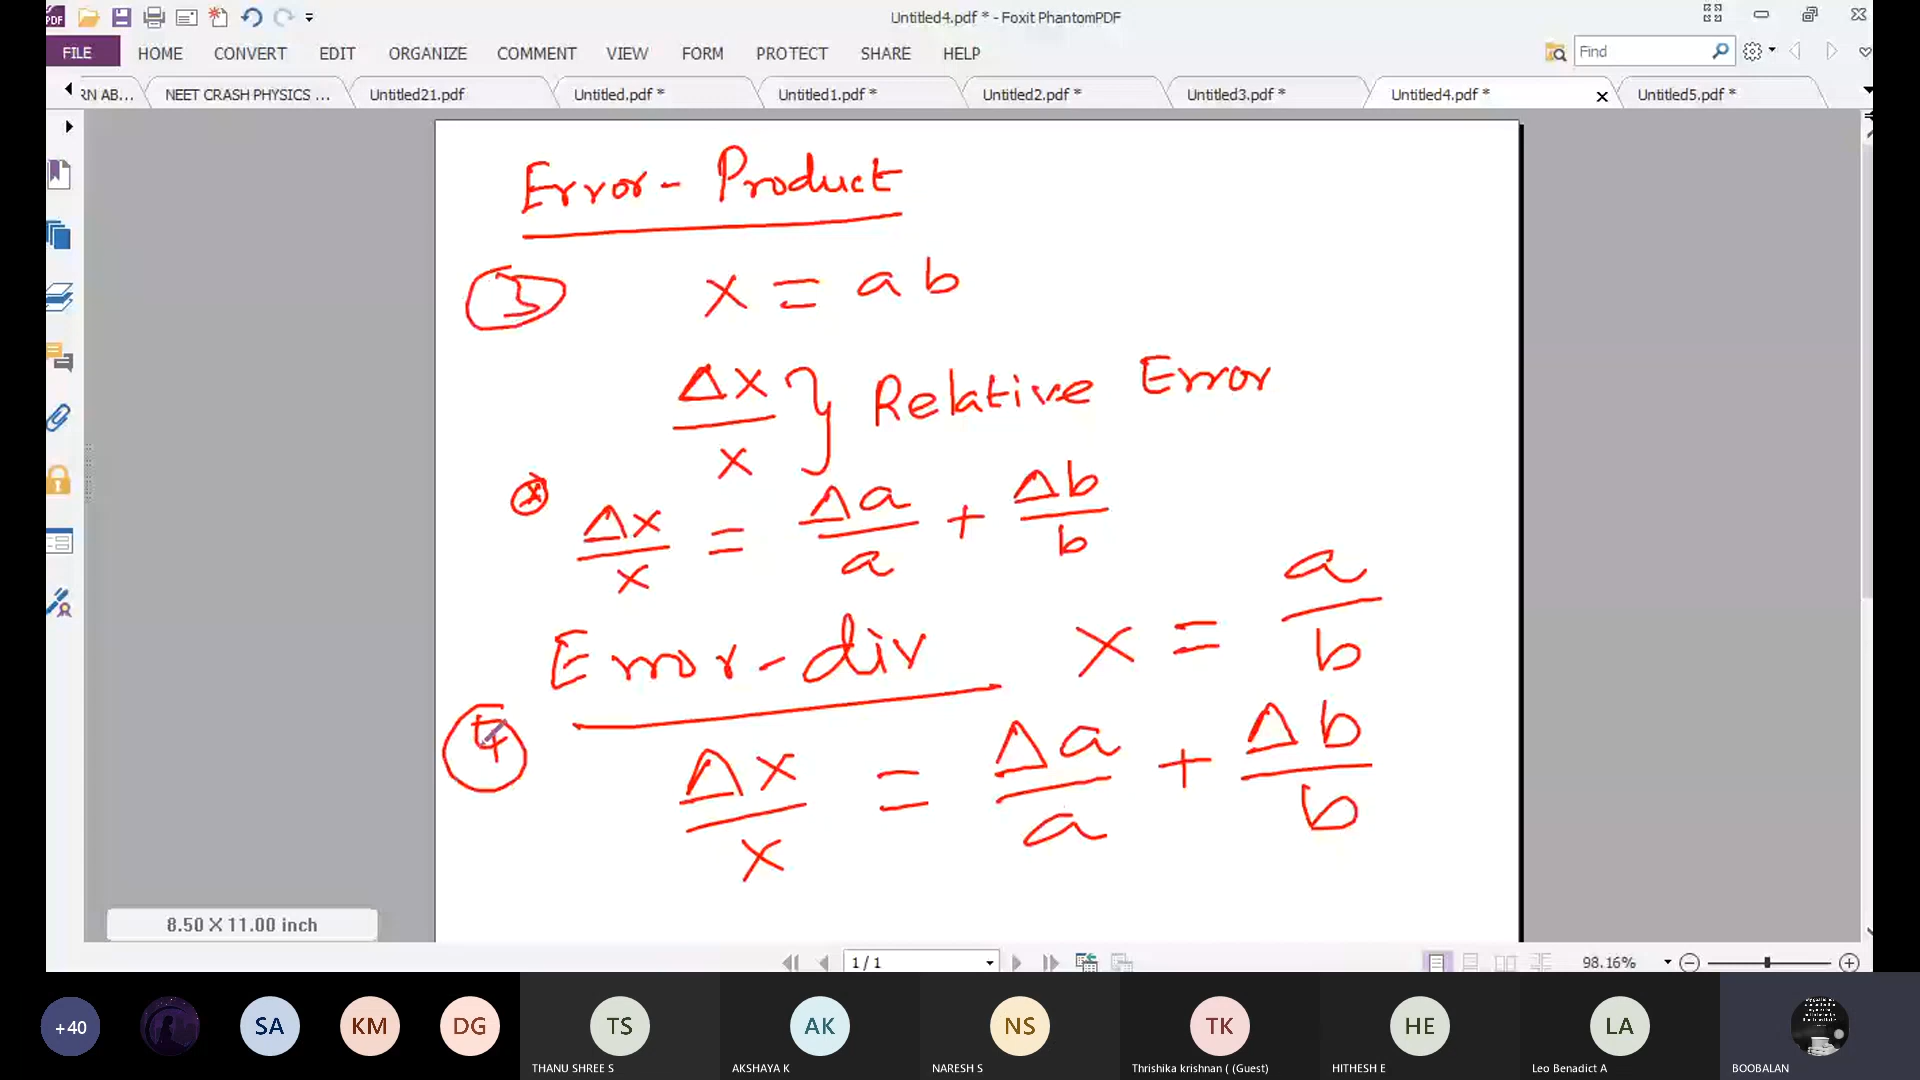 Untitled4.pdf * - Foxit PhantomPDF
FILE HOME CONVERT EDIT ORGANIZE COMMENT VIEW FORM PROTECT SHARE HELP
Find
RN AB... NEET CRASH PHYSICS ... Untitled21.pdf Untitled.pdf * Untitled1.pdf * Untitled2.pdf * Untitled3.pdf * Untitled4.pdf * Untitled5.pdf *
Error - Product
3 x = a b
Δx/x } Relative Error
* Δx/x = Δa/a + Δb/b
Error - div x = a/b
4 Δx/x = Δa/a + Δb/b
8.50 X 11.00 inch
1 / 1
98.16%
+40 SA KM DG TS AK NS TK HE LA
THANU SHREE S AKSHAYA K NARESH S Thrishika krishnan ( (Guest) HITHESH E Leo Benadict A BOOBALAN